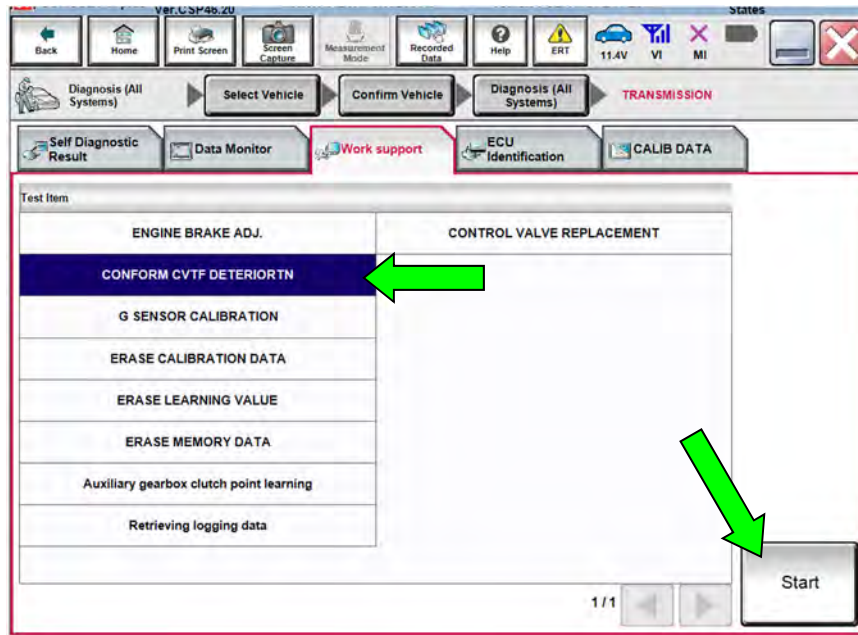 Ver.CSP46.20
States
Back
Home
Print Screen
Screen
Capture
Measurement
Mode
Recorded
Data
Help
ERT
11.4V
VI
MI
Diagnosis (All
Systems)
Select Vehicle
Confirm Vehicle
Diagnosis (All
Systems)
TRANSMISSION
Self Diagnostic
Result
Data Monitor
Work support
ECU
Identification
CALIB DATA
Test Item
ENGINE BRAKE ADJ.
CONTROL VALVE REPLACEMENT
CONFORM CVTF DETERIORTN
G SENSOR CALIBRATION
ERASE CALIBRATION DATA
ERASE LEARNING VALUE
ERASE MEMORY DATA
Auxiliary gearbox clutch point learning
Retrieving logging data
1/1
Start